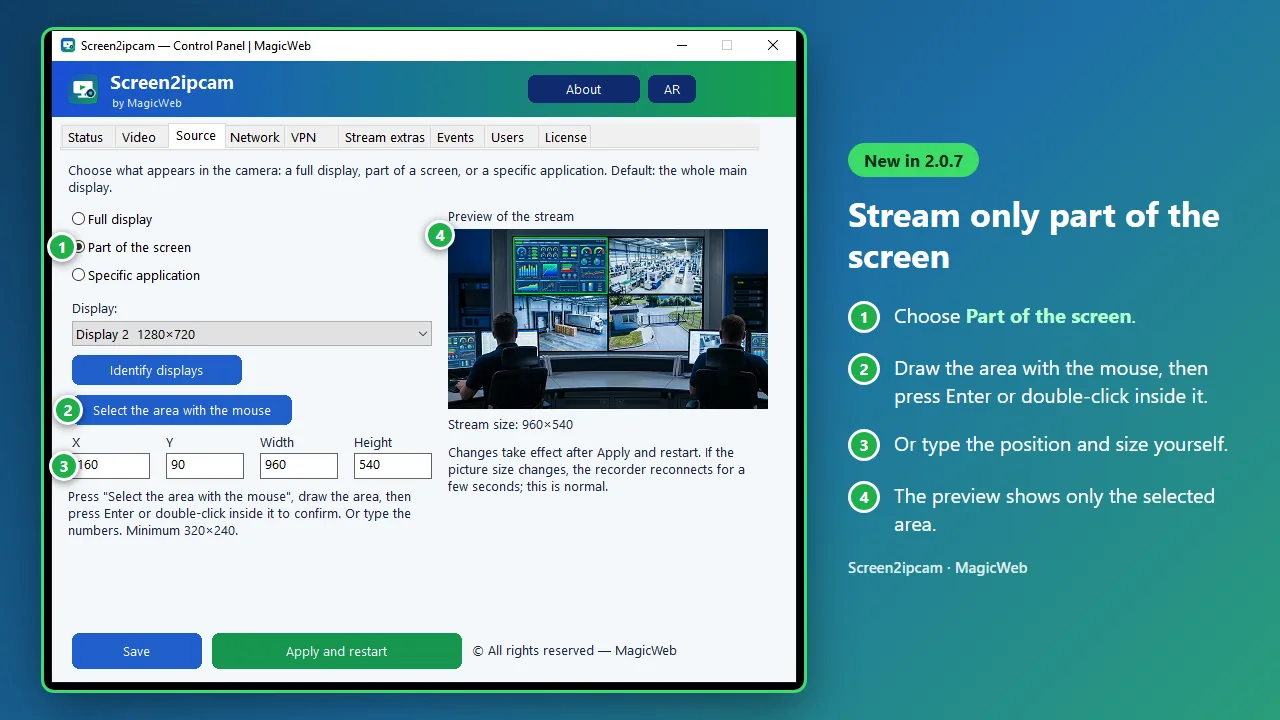 Screen2ipcam — Control Panel | MagicWeb
Screen2ipcam
by MagicWeb
About
AR
Status
Video
Source
Network
VPN
Stream extras
Events
Users
License
Choose what appears in the camera: a full display, part of a screen, or a specific application. Default: the whole main
display.
Full display
1
Part of the screen
Specific application
Display:
Display 2 1280×720
Identify displays
2
Select the area with the mouse
X
Y
Width
Height
3
160
90
960
540
Press "Select the area with the mouse", draw the area, then
press Enter or double-click inside it to confirm. Or type the
numbers. Minimum 320×240.
Preview of the stream
4
Stream size: 960×540
Changes take effect after Apply and restart. If the
picture size changes, the recorder reconnects for a
few seconds; this is normal.
Save
Apply and restart
© All rights reserved — MagicWeb
New in 2.0.7
Stream only part of the
screen
1
Choose Part of the screen.
2
Draw the area with the mouse, then
press Enter or double-click inside it.
3
Or type the position and size yourself.
4
The preview shows only the selected
area.
Screen2ipcam · MagicWeb